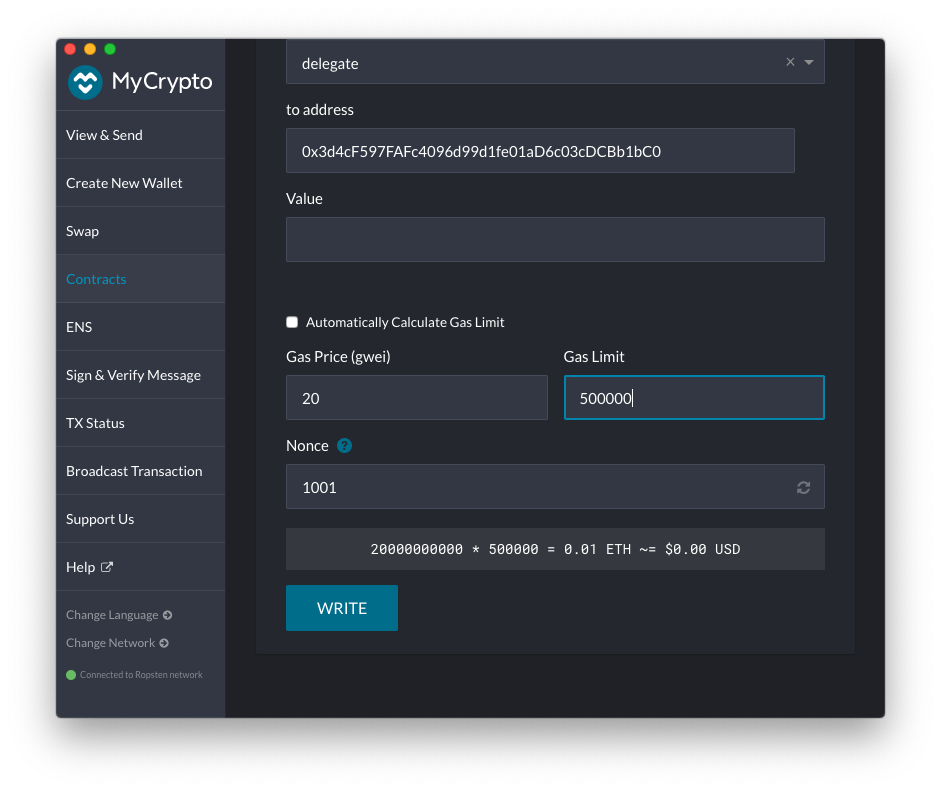 MyCrypto
View & Send
Create New Wallet
Swap
Contracts
ENS
Sign & Verify Message
TX Status
Broadcast Transaction
Support Us
Help
Change Language
Change Network
Connected to Ropsten network
delegate
to address
0x3d4cF597FAFc4096d99d1fe01aD6c03cDCBb1bC0
Value
Automatically Calculate Gas Limit
Gas Price (gwei) Gas Limit
20 500000
Nonce ?
1001
20000000000 * 500000 = 0.01 ETH ~= $0.00 USD
WRITE